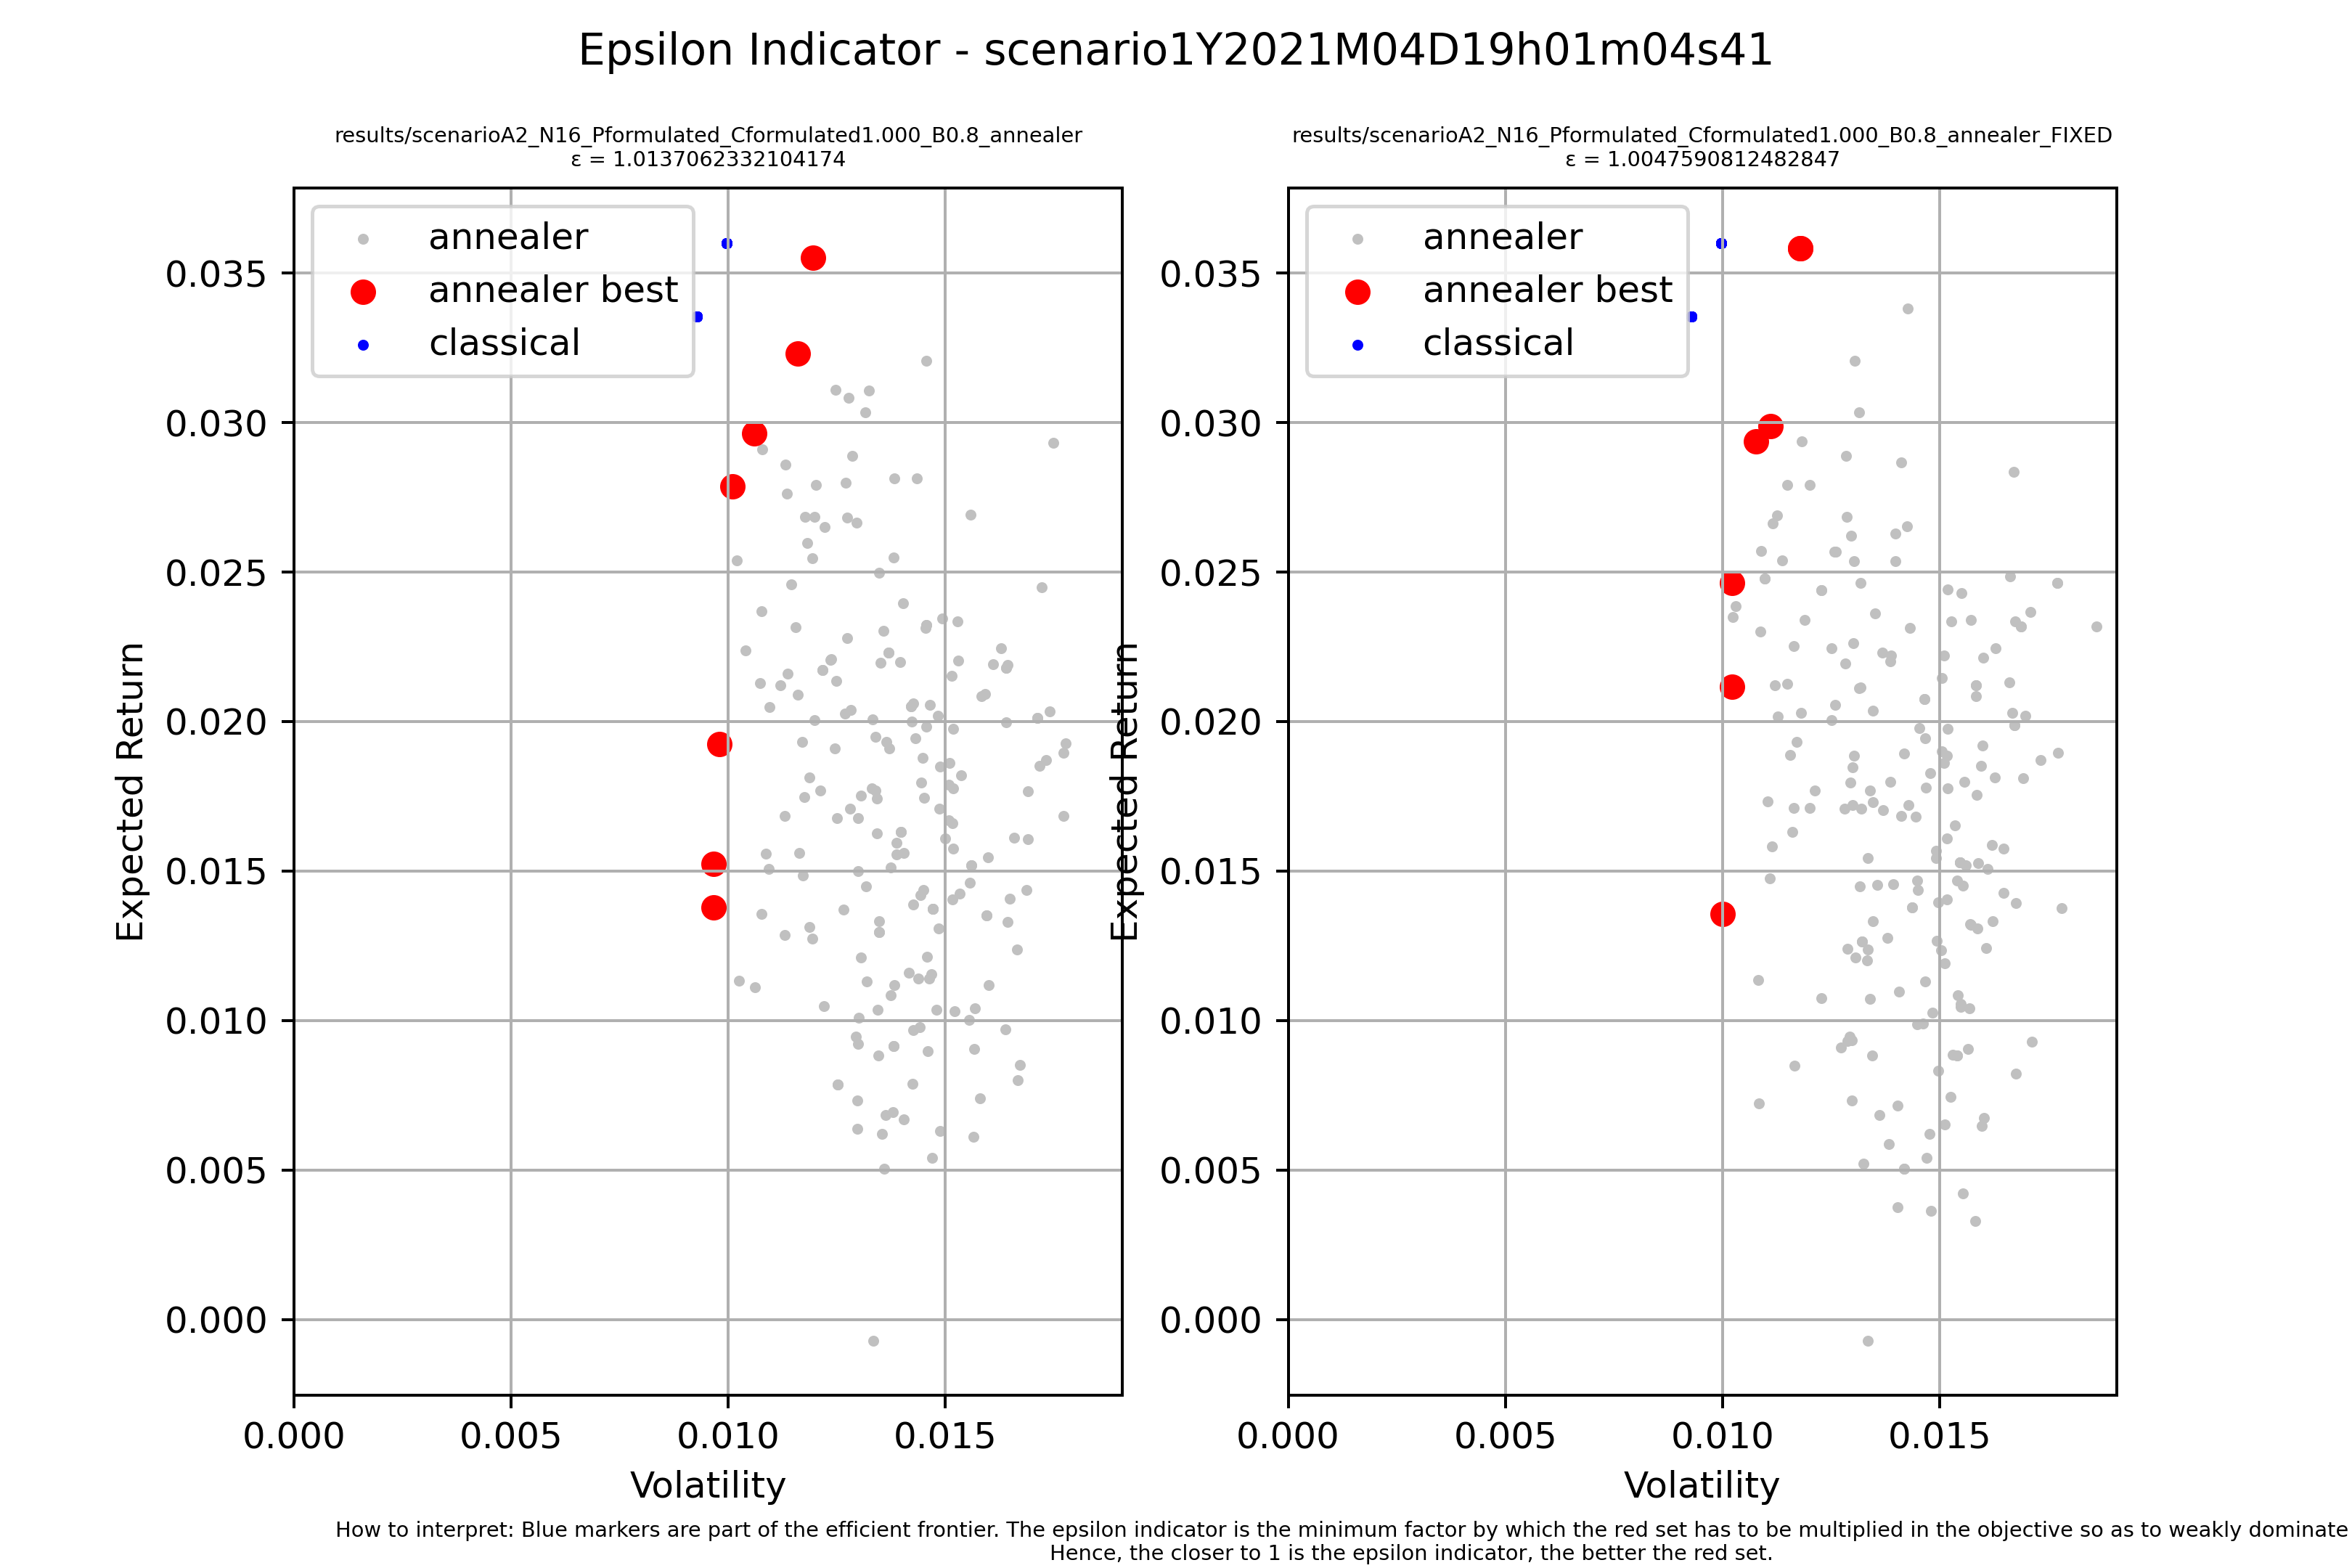 Epsilon Indicator - scenario1Y2021M04D19h01m04s41
results/scenarioA2_N16_Pformulated_Cformulated1.000_B0.8_annealer
ε = 1.0137062332104174
annealer
annealer best
classical
0.035
0.030
0.025
0.020
0.015
0.010
0.005
0.000
Expected Return
0.000 0.005 0.010 0.015
Volatility
results/scenarioA2_N16_Pformulated_Cformulated1.000_B0.8_annealer_FIXED
ε = 1.0047590812482847
annealer
annealer best
classical
0.035
0.030
0.025
0.020
0.015
0.010
0.005
0.000
Expected Return
0.000 0.005 0.010 0.015
Volatility
How to interpret: Blue markers are part of the efficient frontier. The epsilon indicator is the minimum factor by which the red set has to be multiplied in the objective so as to weakly dominate
Hence, the closer to 1 is the epsilon indicator, the better the red set.